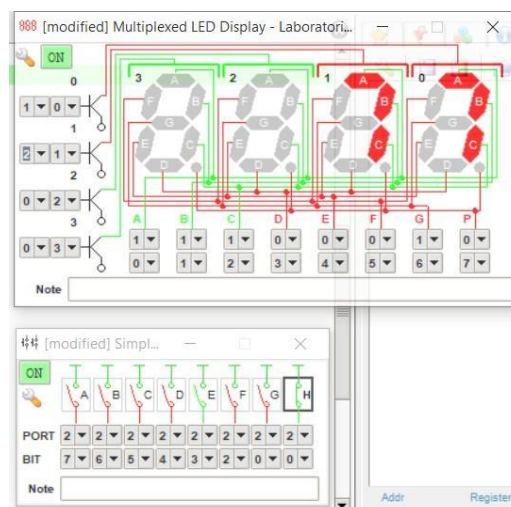 [modified] Multiplexed LED Display - Laboratori...
ON
0
1 0
1
2 1
2
0 2
3
0 3
3 2 1 0
A A A A
F B F B F B F B
G G G G
E C E C E C E C
D D D D
A B C D E F G P
1 1 1 0 0 0 1 0
0 1 2 3 4 5 6 7
Note
[modified] Simpl...
ON
A B C D E F G H
PORT 2 2 2 2 2 2 2 2
BIT 7 6 5 4 3 2 0 0
Note
Addr Register